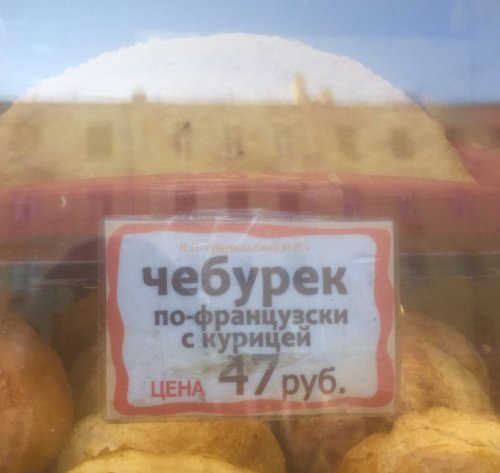 чебурек
по-французски
с курицей
ЦЕНА 47 руб.